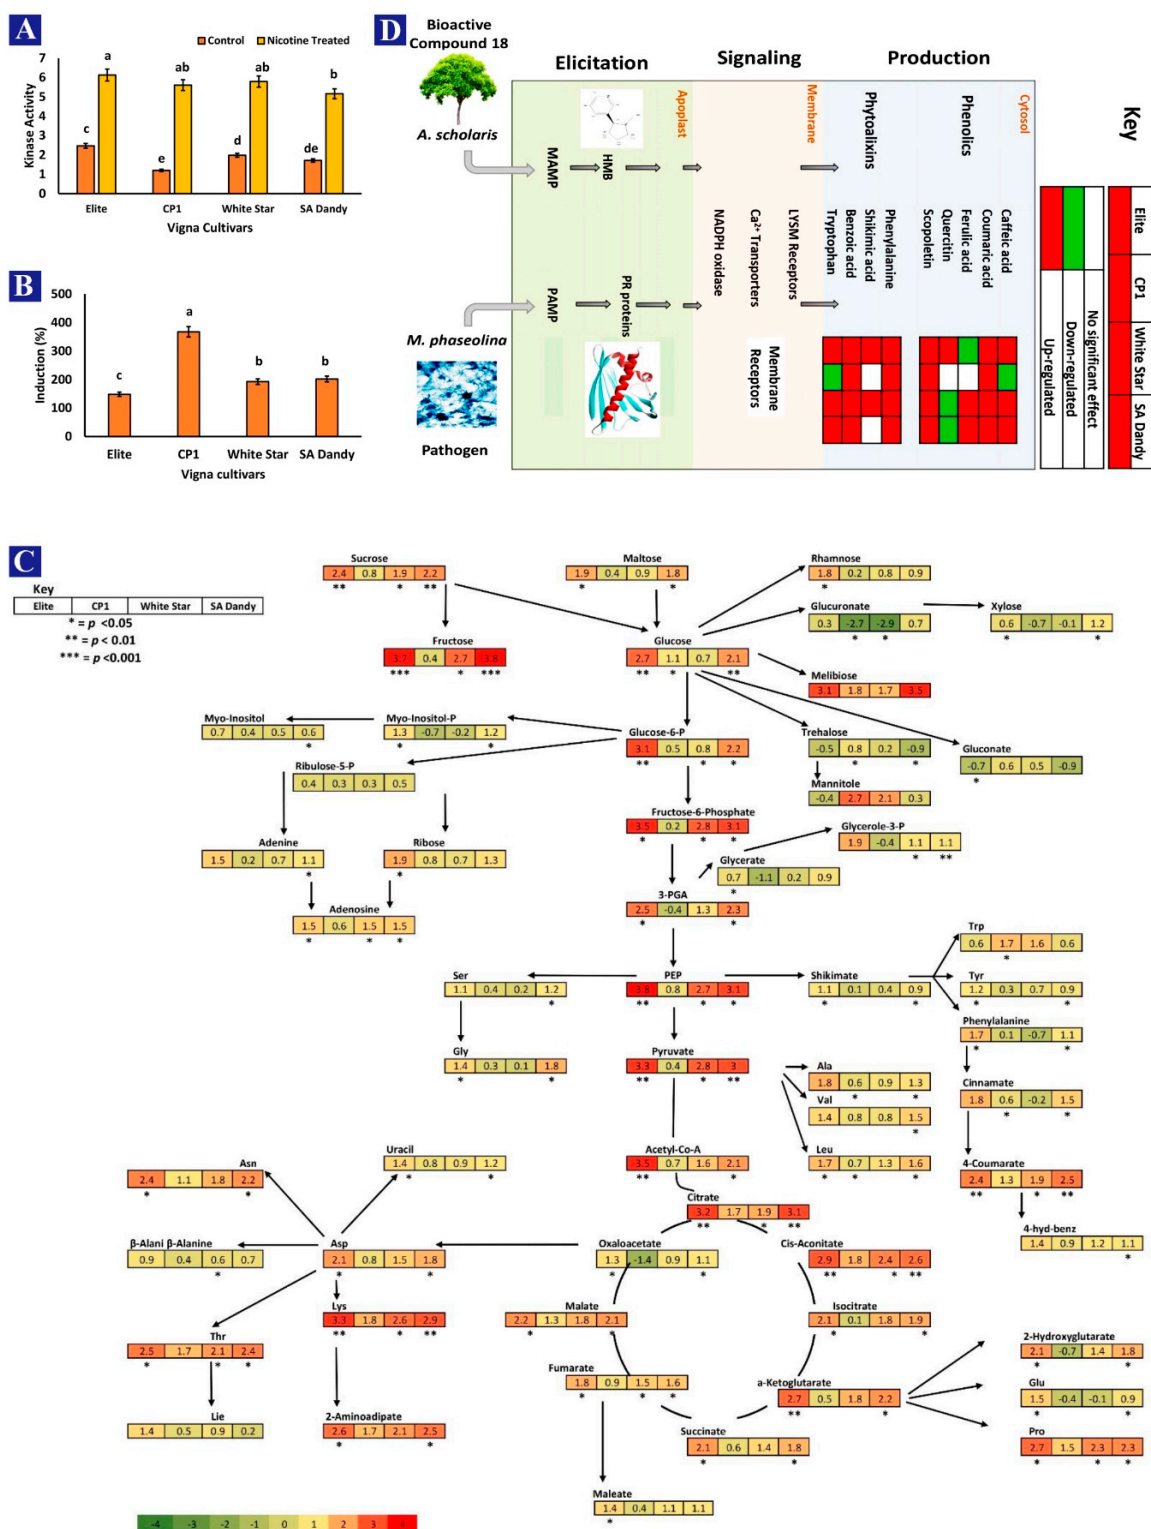 A
Control
Nicotine Treated
7
6
5
4
3
2
1
0
Kinase Activity
a
ab
ab
b
c
e
d
de
Elite
CP1
White Star
SA Dandy
Vigna Cultivars
B
500
400
300
200
100
0
Induction (%)
c
a
b
b
Elite
CP1
White Star
SA Dandy
Vigna cultivars
D
Bioactive
Compound 18
A. scholaris
M. phaseolina
Pathogen
Elicitation
Signaling
Production
Apoplast
Membrane
Cytosol
MAMP
HMB
PAMP
PR proteins
NADPH oxidase
Ca2+ Transporters
LYSM Receptors
Membrane
Receptors
Phytoalixins
Phenolics
Tryptophan
Benzoic acid
Shikimic acid
Phenylalanine
Scopoletin
Quercitin
Ferulic acid
Coumaric acid
Caffeic acid
Key
Up-regulated
Down-regulated
No significant effect
Elite
CP1
White Star
SA Dandy
C
Key
Elite CP1 White Star SA Dandy
* = p <0.05
** = p < 0.01
*** = p <0.001
Sucrose
2.4 0.8 1.9 2.2
** * **
Maltose
1.9 0.4 0.9 1.8
* *
Rhamnose
1.8 0.2 0.8 0.9
*
Glucuronate
0.3 -2.7 -2.9 0.7
* *
Xylose
0.6 -0.7 -0.1 1.2
* *
Fructose
3.7 0.4 2.7 3.8
*** * ***
Glucose
2.7 1.1 0.7 2.1
** * **
Melibiose
3.1 1.8 1.7 3.5
Myo-Inositol
0.7 0.4 0.5 0.6
*
Myo-Inositol-P
1.3 -0.7 -0.2 1.2
* *
Glucose-6-P
3.1 0.5 0.8 2.2
** * *
Trehalose
-0.5 0.8 0.2 -0.9
* *
Gluconate
-0.7 0.6 0.5 -0.9
*
Ribulose-5-P
0.4 0.3 0.3 0.5
Mannitole
-0.4 2.7 2.1 0.3
Fructose-6-Phosphate
3.5 0.2 2.8 3.1
* * *
Glycerole-3-P
1.9 -0.4 1.1 1.1
* **
Adenine
1.5 0.2 0.7 1.1
*
Ribose
1.9 0.8 0.7 1.3
*
Glycerate
0.7 -1.1 0.2 0.9
*
3-PGA
2.5 -0.4 1.3 2.3
* *
Adenosine
1.5 0.6 1.5 1.5
* * *
Trp
0.6 1.7 1.6 0.6
*
Ser
1.1 0.4 0.2 1.2
*
PEP
3.8 0.8 2.7 3.1
** * *
Shikimate
1.1 0.1 0.4 0.9
* *
Tyr
1.2 0.3 0.7 0.9
* *
Phenylalanine
1.7 0.1 -0.7 1.1
* *
Gly
1.4 0.3 0.1 1.8
* *
Pyruvate
3.3 0.4 2.8 3
** * **
Ala
1.8 0.6 0.9 1.3
* *
Val
1.4 0.8 0.8 1.5
*
Cinnamate
1.8 0.6 -0.2 1.5
* *
Uracil
1.4 0.8 0.9 1.2
* *
Acetyl-Co-A
3.5 0.7 1.6 2.1
** *
Leu
1.7 0.7 1.3 1.6
* * * *
4-Coumarate
2.4 1.3 1.9 2.5
** * **
Asn
2.4 1.1 1.8 2.2
* *
Citrate
3.2 1.7 1.9 3.1
** * **
4-hyd-benz
1.4 0.9 1.2 1.1
*
β-Alani β-Alanine
0.9 0.4 0.6 0.7
*
Asp
2.1 0.8 1.5 1.8
* *
Oxaloacetate
1.3 -1.4 0.9 1.1
* *
Cis-Aconitate
2.9 1.8 2.4 2.6
** * **
Lys
3.3 1.8 2.6 2.9
** * **
Malate
2.2 1.3 1.8 2.1
* *
Isocitrate
2.1 0.1 1.8 1.9
* *
Thr
2.5 1.7 2.1 2.4
* * *
2-Hydroxyglutarate
2.1 -0.7 1.4 1.8
* *
Fumarate
1.8 0.9 1.5 1.6
* * *
a-Ketoglutarate
2.7 0.5 1.8 2.2
** *
Glu
1.5 -0.4 -0.1 0.9
* *
Lie
1.4 0.5 0.9 0.2
2-Aminoadipate
2.6 1.7 2.1 2.5
* *
Succinate
2.1 0.6 1.4 1.8
* *
Pro
2.7 1.5 2.3 2.3
* * *
Maleate
1.4 0.4 1.1 1.1
*
-4 -3 -2 -1 0 1 2 3